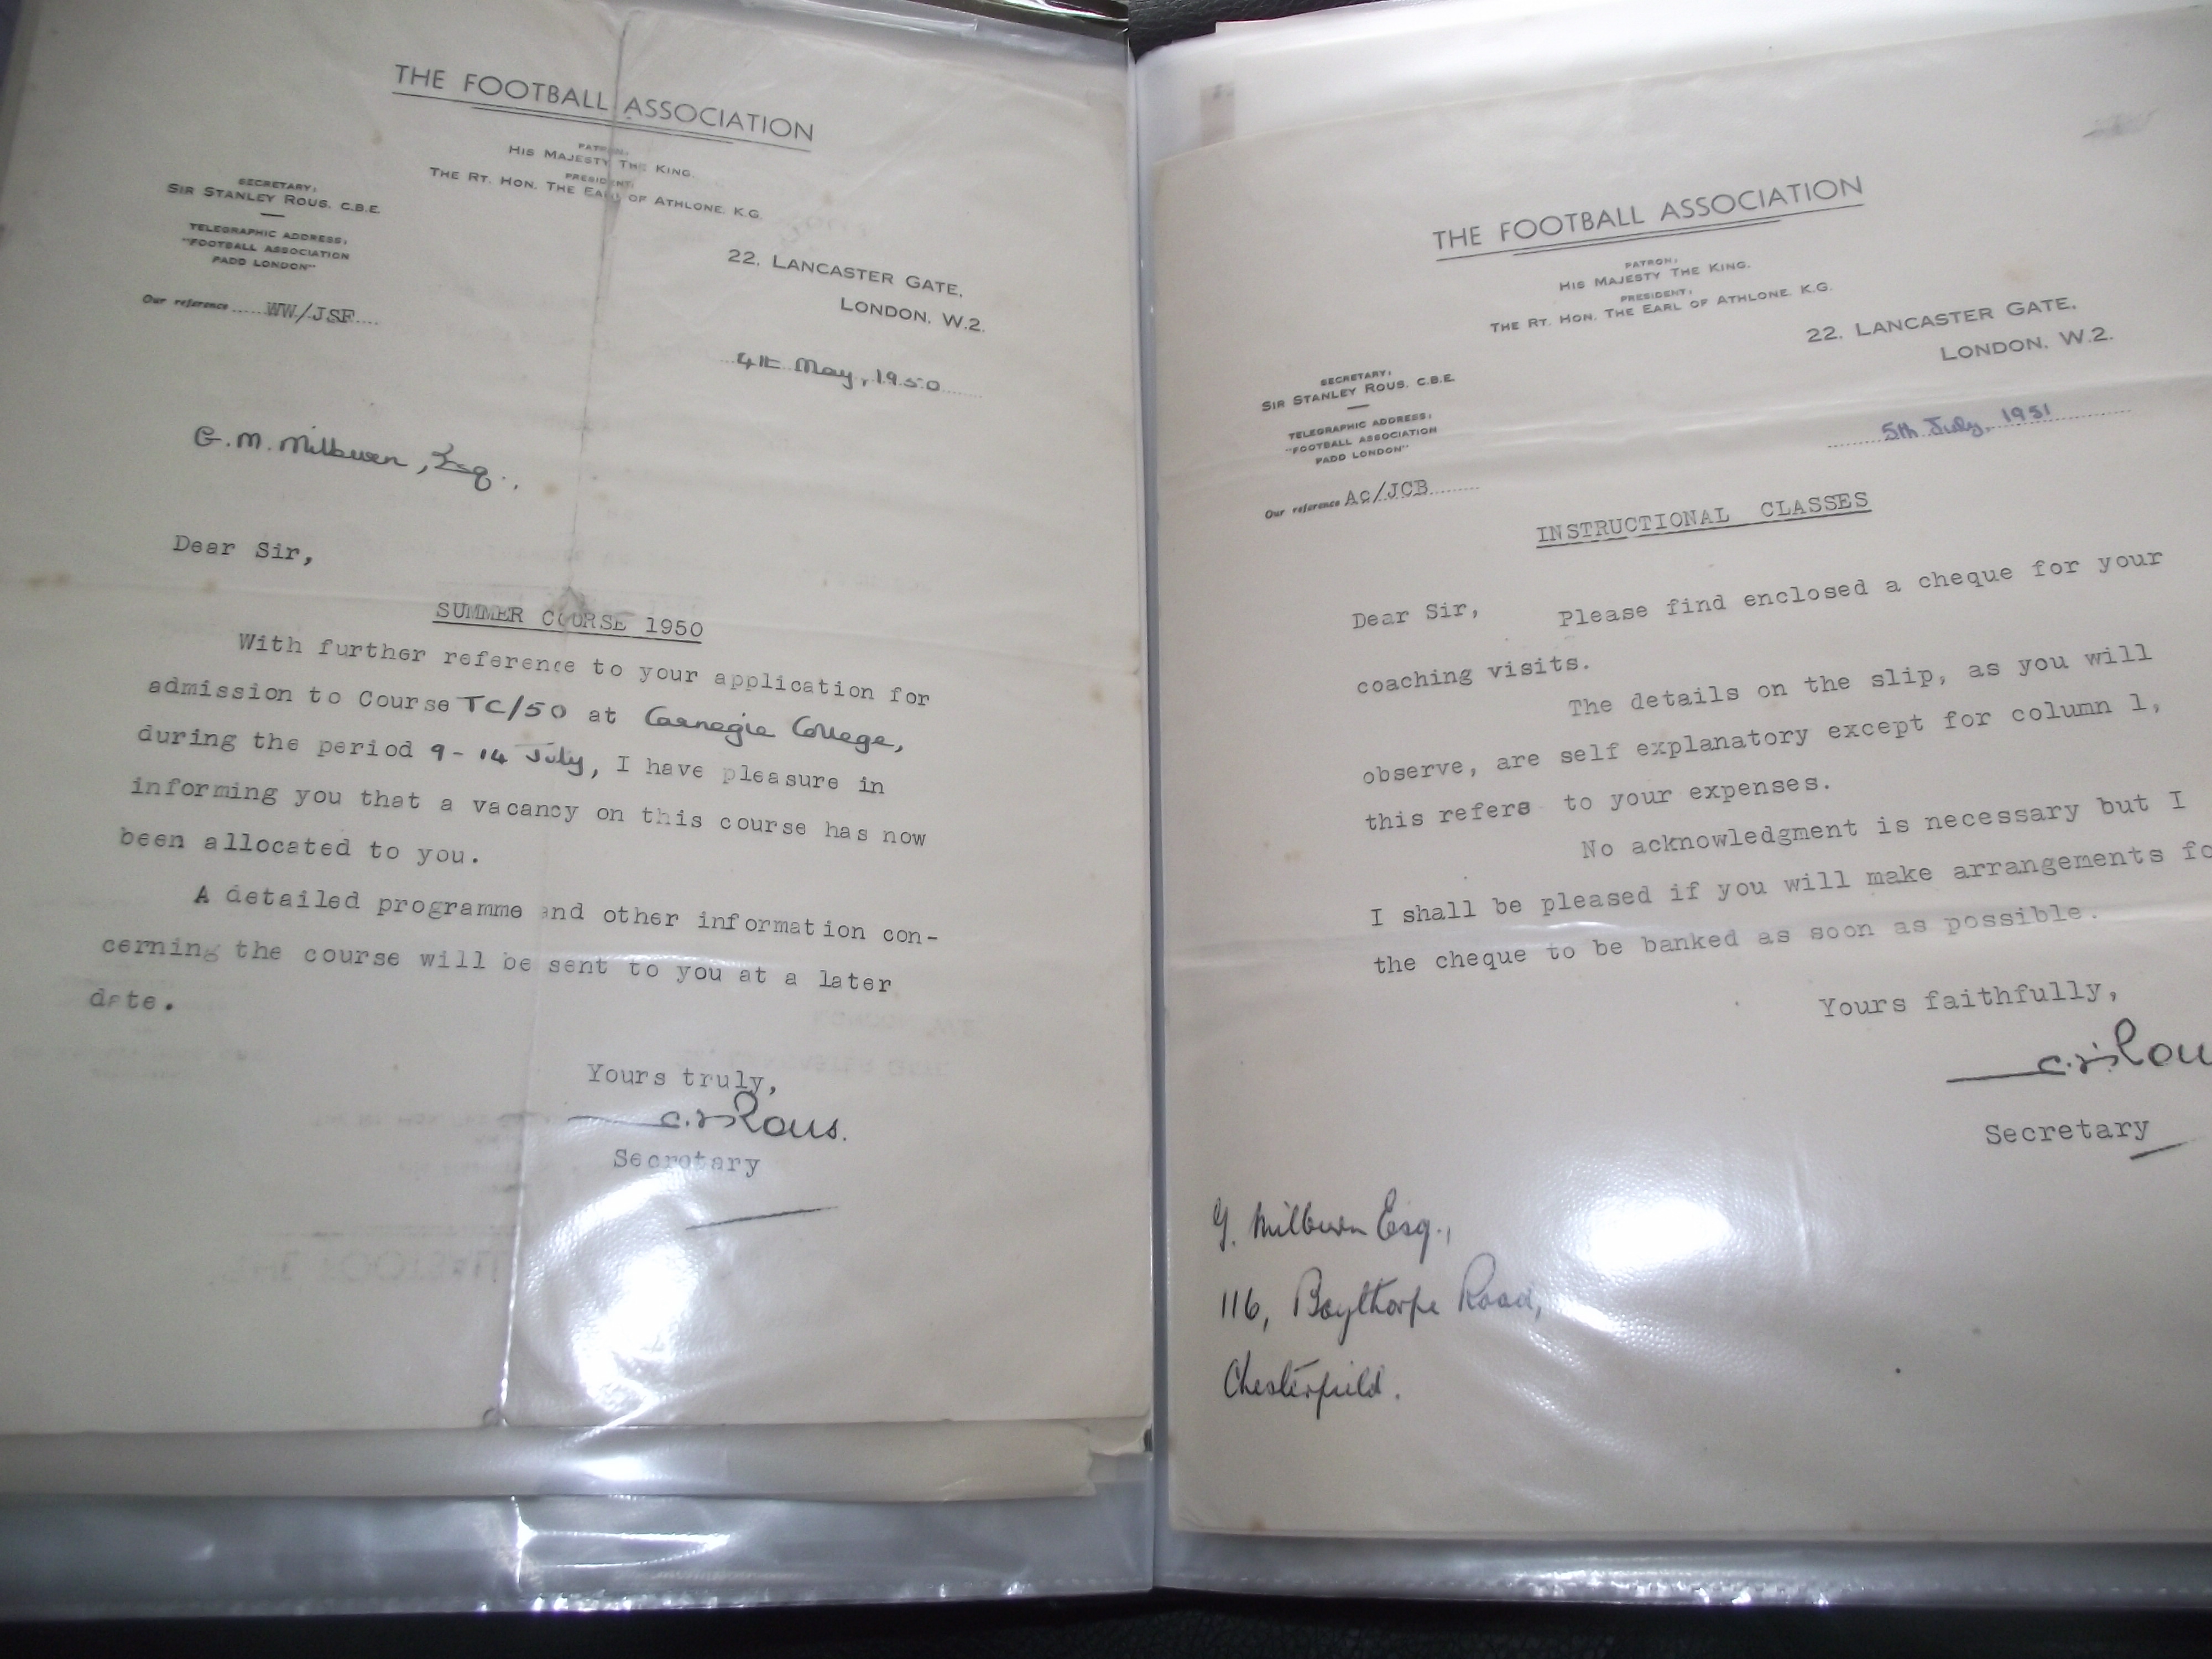 THE FOOTBALL ASSOCIATION
PATRON:
HIS MAJESTY THE KING.
PRESIDENT:
THE RT. HON. THE EARL OF ATHLONE. K.G.
SECRETARY:
SIR STANLEY ROUS. C.B.E.
TELEGRAPHIC ADDRESS:
"FOOTBALL ASSOCIATION
PADD LONDON"
Our reference WW/JSF
22. LANCASTER GATE,
LONDON. W.2.
4th May, 1950
G.M. Milburn, Esq.,
Dear Sir,
SUMMER COURSE 1950
With further reference to your application for
admission to Course TC/50 at Carnegie College,
during the period 9 - 14 July, I have pleasure in
informing you that a vacancy on this course has now
been allocated to you.
A detailed programme and other information con-
cerning the course will be sent to you at a later
date.
Yours truly,
Rous.
Secretary
THE FOOTBALL ASSOCIATION
PATRON:
HIS MAJESTY THE KING.
PRESIDENT:
THE RT. HON. THE EARL OF ATHLONE. K.G.
22. LANCASTER GATE,
LONDON. W.2.
SECRETARY:
SIR STANLEY ROUS. C.B.E.
TELEGRAPHIC ADDRESS:
"FOOTBALL ASSOCIATION
PADD LONDON"
Our reference AC/JCB
5th July, 1951
INSTRUCTIONAL CLASSES
Dear Sir,
Please find enclosed a cheque for your
coaching visits.
The details on the slip, as you will
observe, are self explanatory except for column 1,
this refers to your expenses.
No acknowledgment is necessary but I
I shall be pleased if you will make arrangements fo
the cheque to be banked as soon as possible.
Yours faithfully,
Rou
Secretary
G. Milburn Esq.,
116, Boythorpe Road,
Chesterfield.